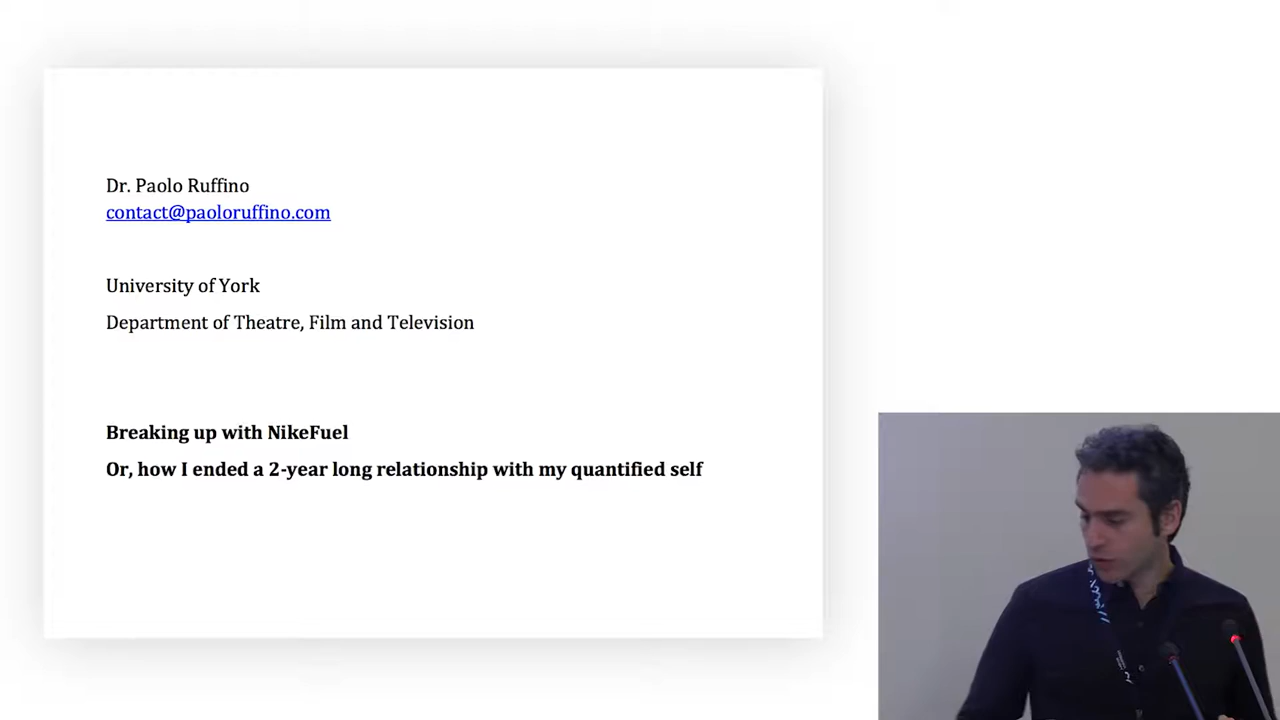 Dr. Paolo Ruffino
contact@paoloruffino.com
University of York
Department of Theatre, Film and Television
Breaking up with NikeFuel
Or, how I ended a 2-year long relationship with my quantified self